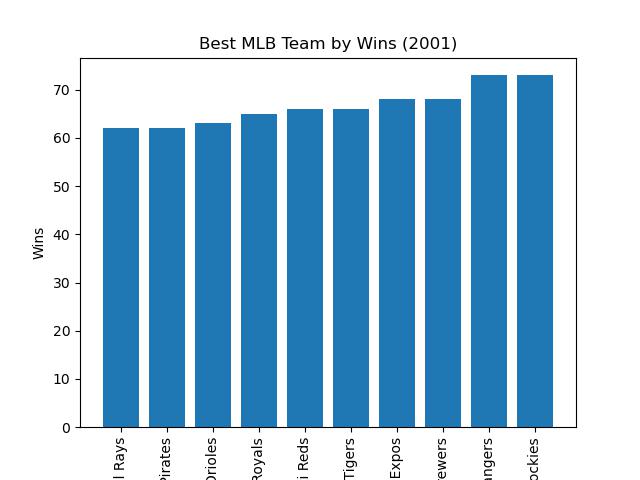 Best MLB Team by Wins (2001)
Wins
70
60
50
40
30
20
10
0
l Rays
Pirates
Orioles
Royals
i Reds
Tigers
Expos
ewers
angers
ockies